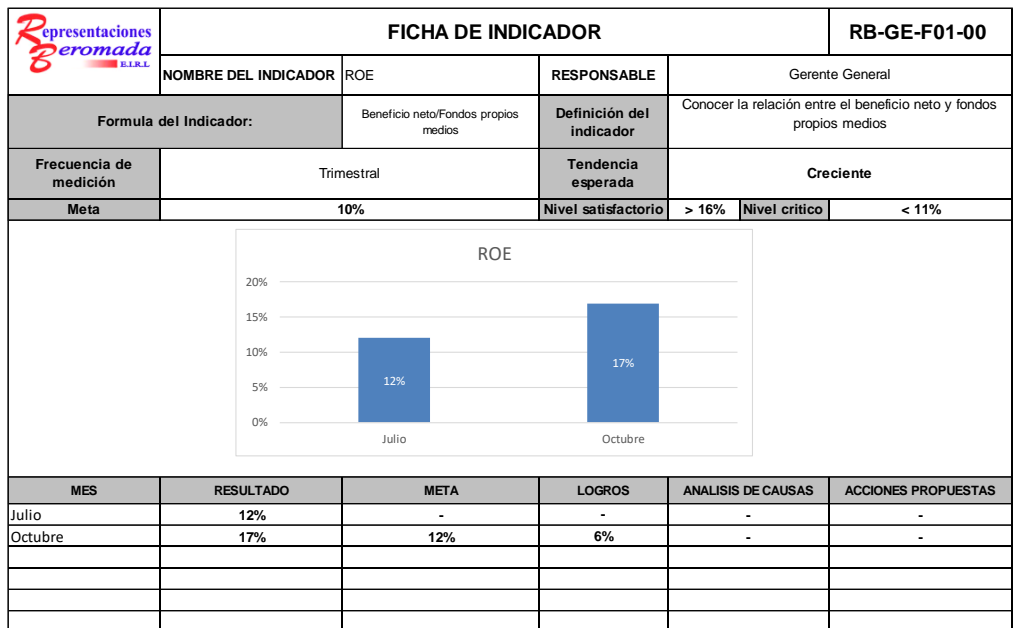 Representaciones
Beromada
E.I.R.L
FICHA DE INDICADOR
RB-GE-F01-00
NOMBRE DEL INDICADOR
ROE
RESPONSABLE
Gerente General
Formula del Indicador:
Beneficio neto/Fondos propios
medios
Definición del
indicador
Conocer la relación entre el beneficio neto y fondos
propios medios
Frecuencia de
medición
Trimestral
Tendencia
esperada
Creciente
Meta
10%
Nivel satisfactorio
> 16%
Nivel critico
< 11%
ROE
20%
15%
10%
5%
0%
12%
17%
Julio
Octubre
MES
RESULTADO
META
LOGROS
ANALISIS DE CAUSAS
ACCIONES PROPUESTAS
Julio
12%
-
-
-
-
Octubre
17%
12%
6%
-
-